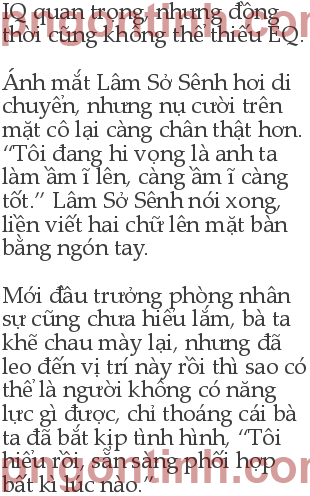 IQ quan trọng, nhưng đồng
thời cũng không thể thiếu EQ.
Ánh mắt Lâm Sở Sênh hơi di
chuyển, nhưng nụ cười trên
mặt cô lại càng chân thật hơn.
“Tôi đang hi vọng là anh ta
làm ầm ĩ lên, càng ầm ĩ càng
tốt.” Lâm Sở Sênh nói xong,
liền viết hai chữ lên mặt bàn
bằng ngón tay.
Mới đầu trưởng phòng nhân
sự cũng chưa hiểu lắm, bà ta
khẽ chau mày lại, nhưng đã
leo đến vị trí này rồi thì sao có
thể là người không có năng
lực gì được, chỉ thoáng cái bà
ta đã bắt kịp tình hình, “Tôi
hiểu rồi, sẵn sàng phối hợp
bất kì lúc nào.”
pngontinh.com
pngontinh.com